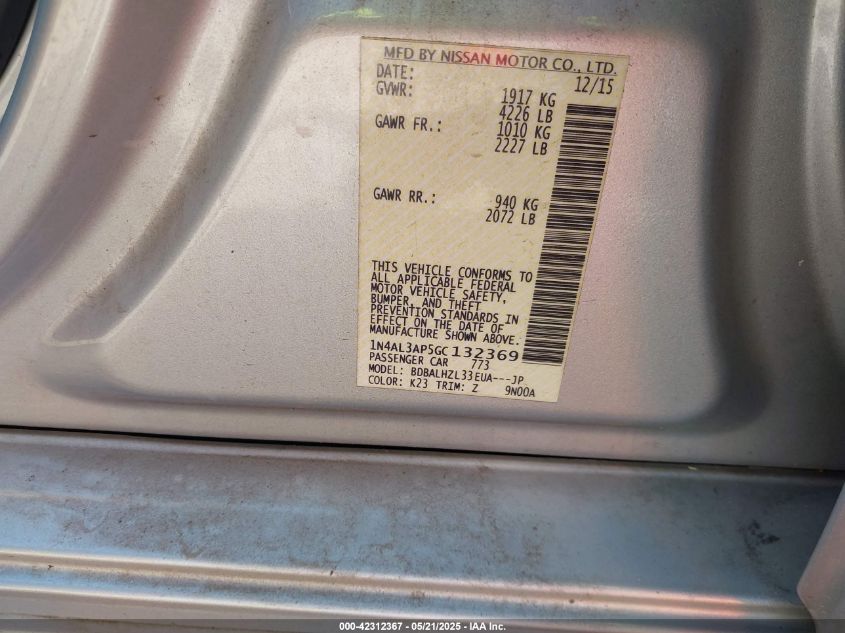 MFD BY NISSAN MOTOR CO., LTD.
DATE: 12/15
GVWR: 1917 KG
4226 LB
GAWR FR.: 1010 KG
2227 LB
GAWR RR.: 940 KG
2072 LB
THIS VEHICLE CONFORMS TO
ALL APPLICABLE FEDERAL
MOTOR VEHICLE SAFETY,
BUMPER, AND THEFT
PREVENTION STANDARDS IN
EFFECT ON THE DATE OF
MANUFACTURE SHOWN ABOVE.
1N4AL3AP5GC132369
PASSENGER CAR 773
MODEL: BDBALHZL33EUA---JP
COLOR: K23 TRIM: Z 9N00A
000-42312367 - 05/21/2025 - IAA Inc.